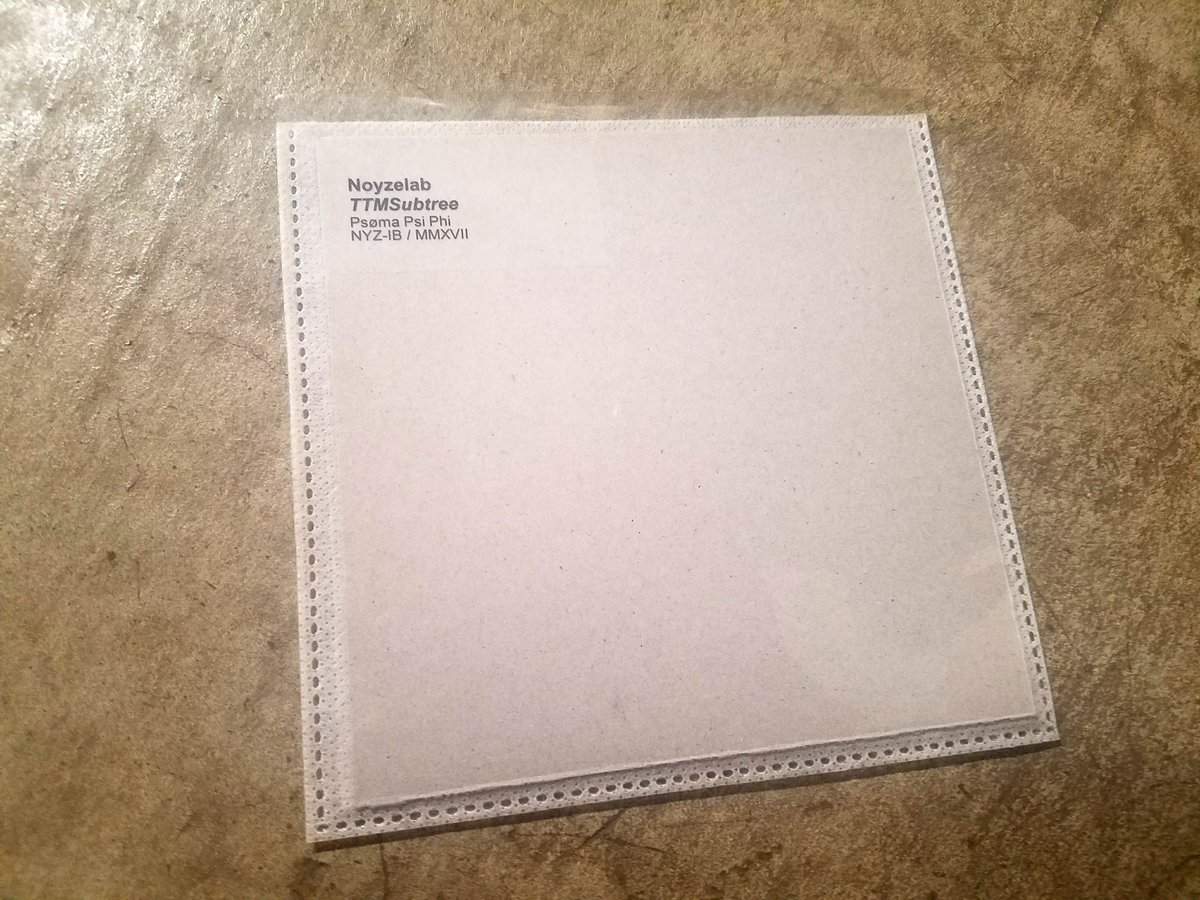 Noyzelab
TTMSubtree
Psøma Psi Phi
NYZ-IB / MMXVII